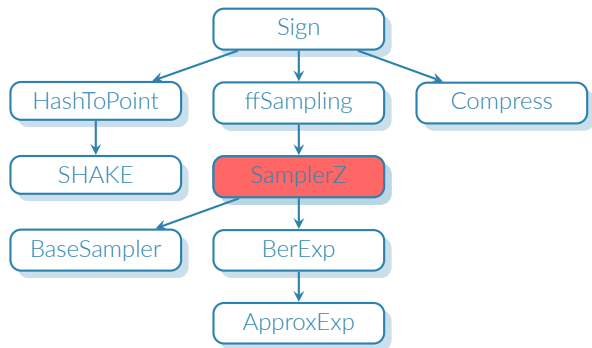 Sign
HashToPoint
ffSampling
Compress
SHAKE
SamplerZ
BaseSampler
BerExp
ApproxExp